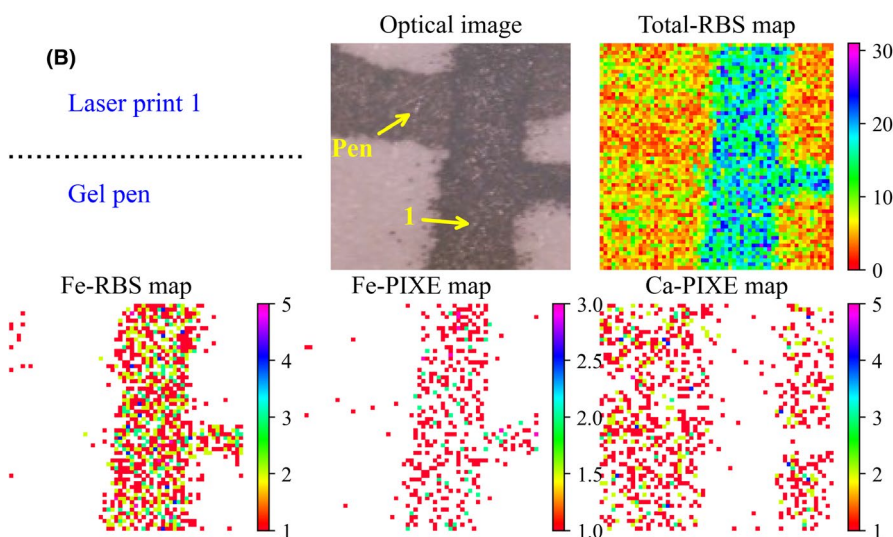 (B)
Laser print 1
Gel pen
Optical image
Pen
1
Total-RBS map
30
20
10
0
Fe-RBS map
5
4
3
2
1
Fe-PIXE map
3.0
2.5
2.0
1.5
1.0
Ca-PIXE map
5
4
3
2
1